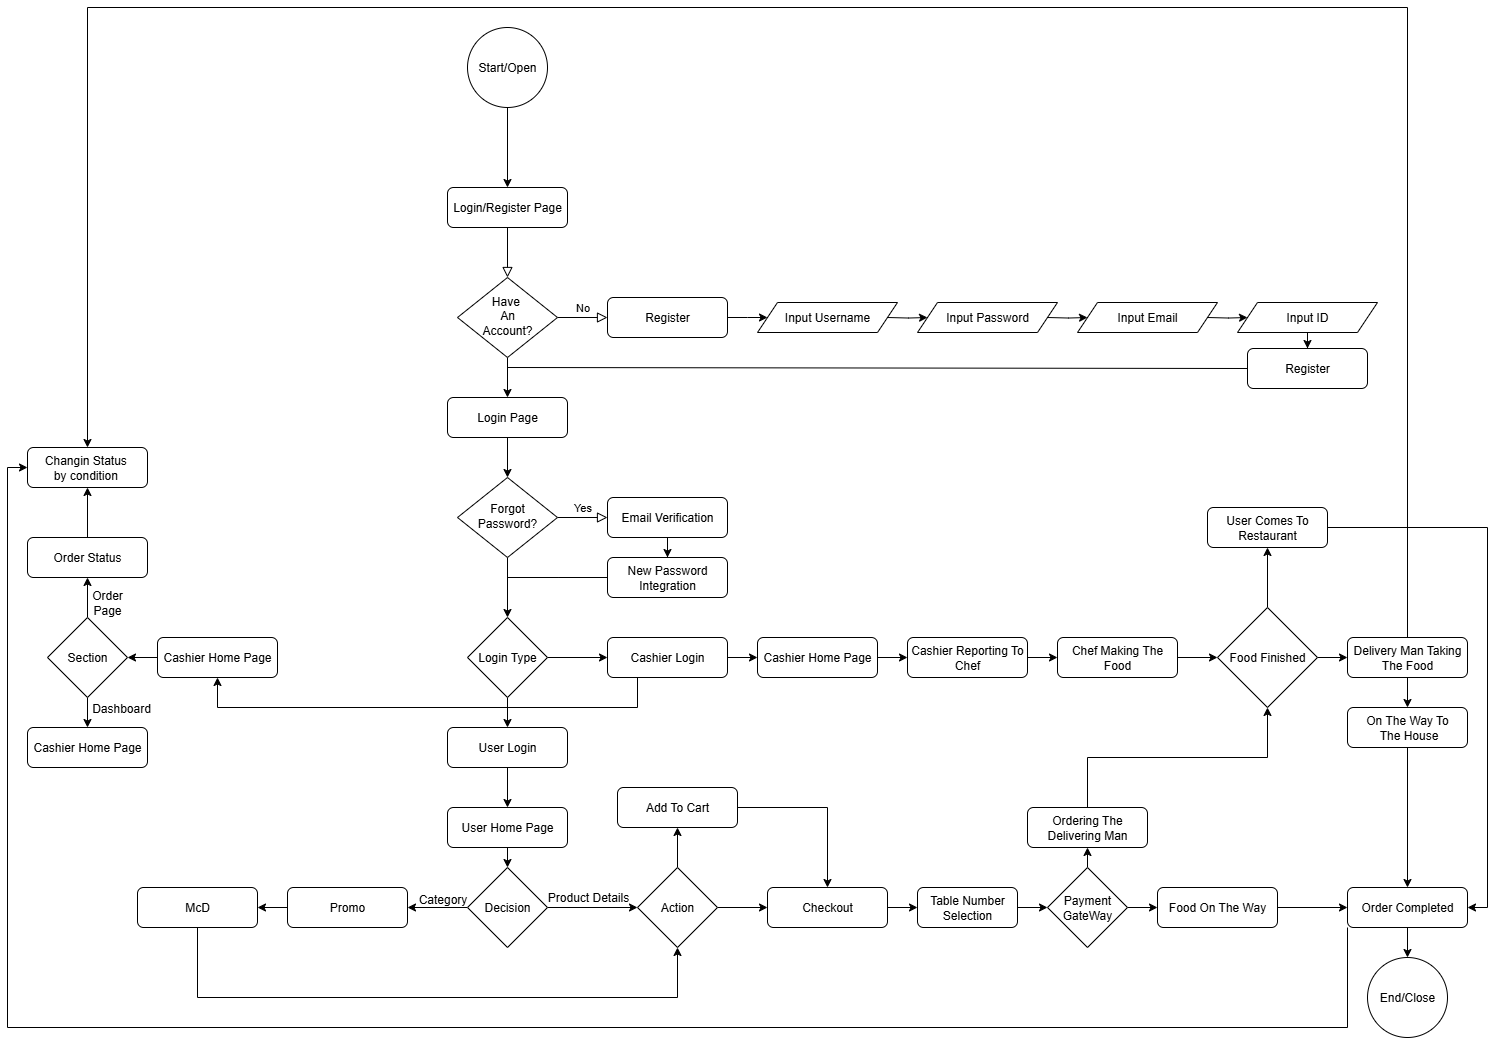 Start/Open
Login/Register Page
Have
An
Account?
No
Register
Input Username
Input Password
Input Email
Input ID
Register
Login Page
Changin Status
by condition
Forgot
Password?
Yes
Email Verification
New Password
Integration
User Comes To
Restaurant
Order Status
Order
Page
Section
Cashier Home Page
Login Type
Cashier Login
Cashier Home Page
Cashier Reporting To
Chef
Chef Making The
Food
Food Finished
Delivery Man Taking
The Food
Dashboard
Cashier Home Page
User Login
On The Way To
The House
User Home Page
Add To Cart
Ordering The
Delivering Man
McD
Promo
Category
Decision
Product Details
Action
Checkout
Table Number
Selection
Payment
GateWay
Food On The Way
Order Completed
End/Close